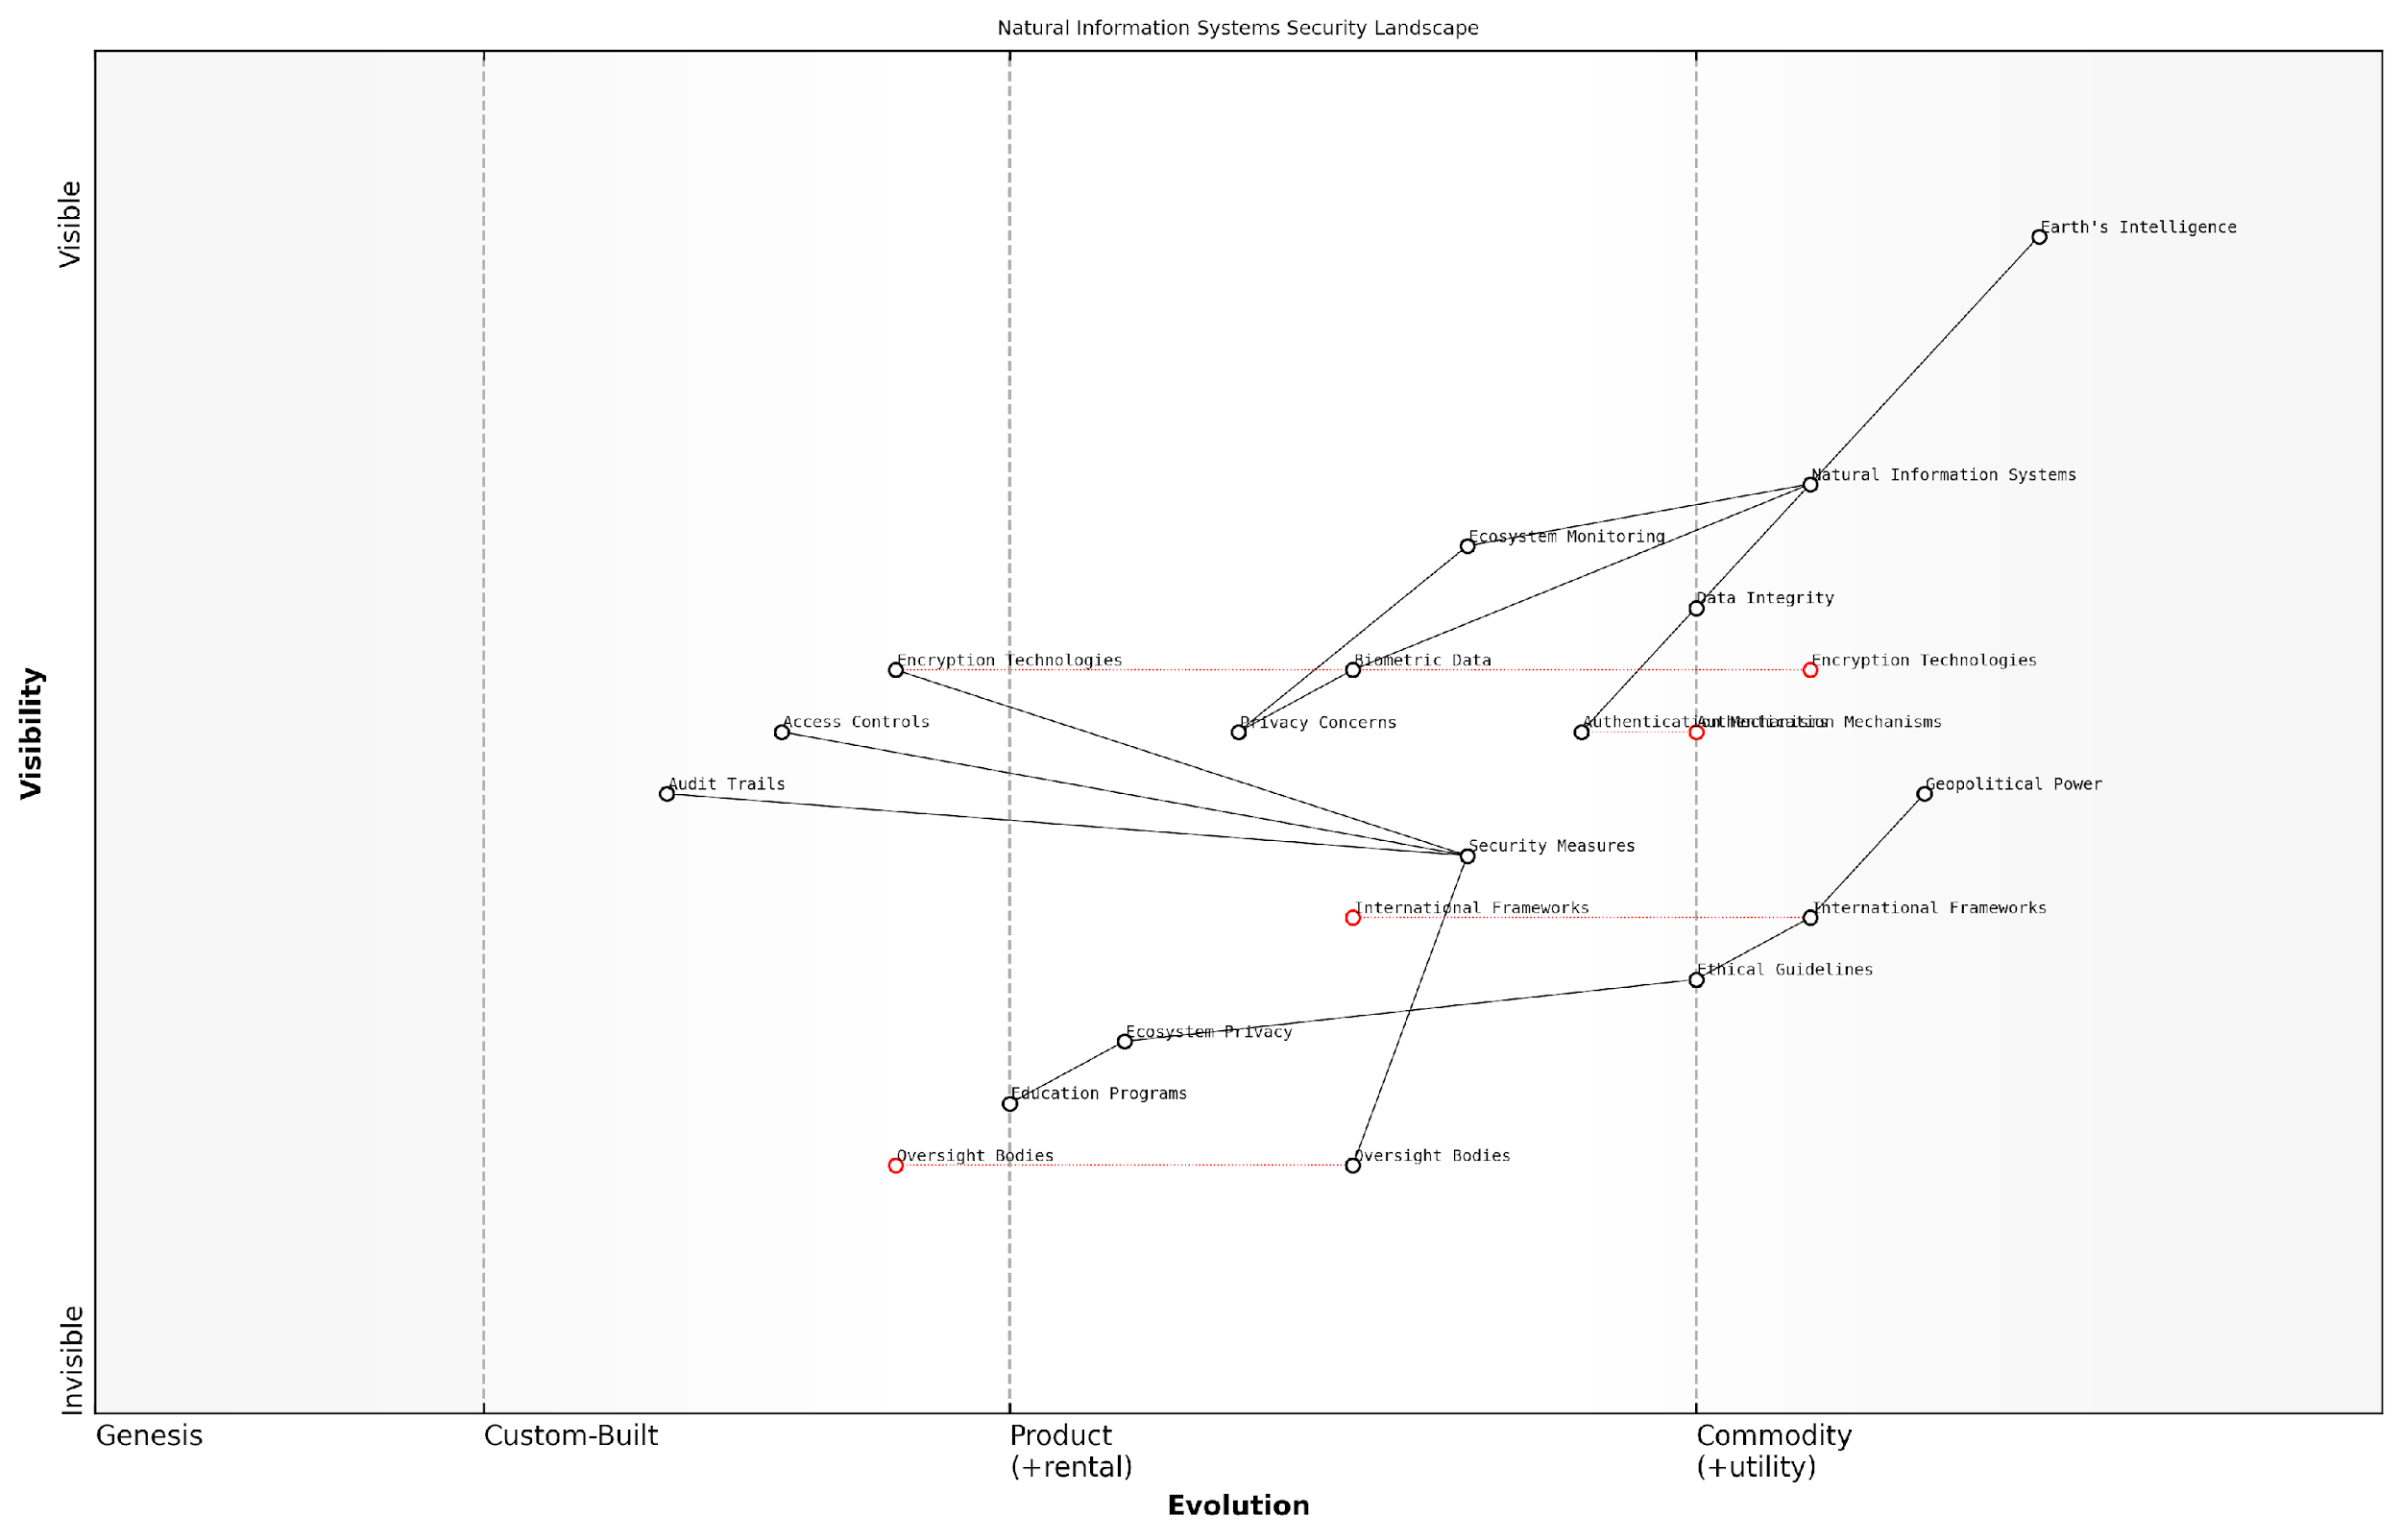 Natural Information Systems Security Landscape
Visible
Earth's Intelligence
Natural Information Systems
Ecosystem Monitoring
Data Integrity
Encryption Technologies
Biometric Data
Encryption Technologies
Access Controls
Privacy Concerns
Authentication Mechanisms
Authentication Mechanisms
Audit Trails
Geopolitical Power
Visibility
Security Measures
International Frameworks
International Frameworks
Ethical Guidelines
Ecosystem Privacy
Education Programs
Oversight Bodies
Oversight Bodies
Invisible
Genesis
Custom-Built
Product
(+rental)
Commodity
(+utility)
Evolution